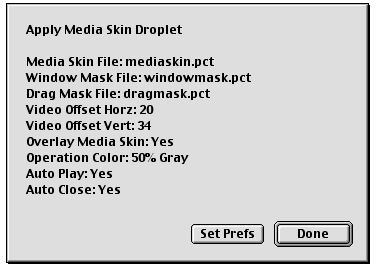 Apply Media Skin Droplet
Media Skin File: mediaskin.pct
Window Mask File: windowmask.pct
Drag Mask File: dragmask.pct
Video Offset Horz: 20
Video Offset Vert: 34
Overlay Media Skin: Yes
Operation Color: 50% Gray
Auto Play: Yes
Auto Close: Yes
Set Prefs
Done